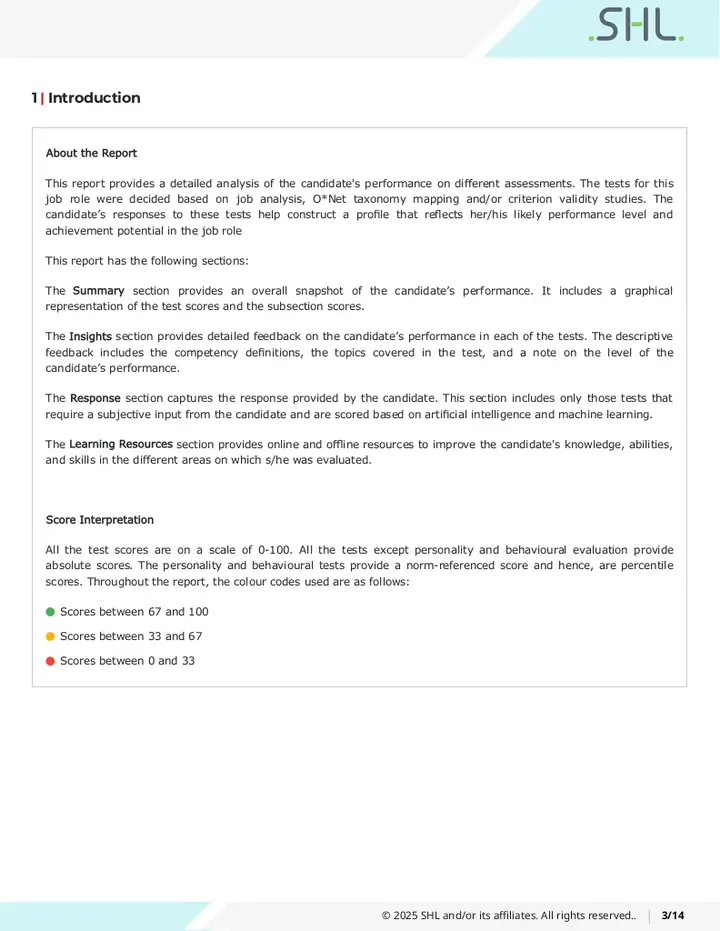 .SHL.
1| Introduction
About the Report
This report provides a detailed analysis of the candidate's performance on different assessments. The tests for this
job role were decided based on job analysis, O*Net taxonomy mapping and/or criterion validity studies. The
candidate’s responses to these tests help construct a profile that reflects her/his likely performance level and
achievement potential in the job role
This report has the following sections:
The Summary section provides an overall snapshot of the candidate’s performance. It includes a graphical
representation of the test scores and the subsection scores.
The Insights section provides detailed feedback on the candidate’s performance in each of the tests. The descriptive
feedback includes the competency definitions, the topics covered in the test, and a note on the level of the
candidate’s performance.
The Response section captures the response provided by the candidate. This section includes only those tests that
require a subjective input from the candidate and are scored based on artificial intelligence and machine learning.
The Learning Resources section provides online and offline resources to improve the candidate's knowledge, abilities,
and skills in the different areas on which s/he was evaluated.
Score Interpretation
All the test scores are on a scale of 0-100. All the tests except personality and behavioural evaluation provide
absolute scores. The personality and behavioural tests provide a norm-referenced score and hence, are percentile
scores. Throughout the report, the colour codes used are as follows:
Scores between 67 and 100
Scores between 33 and 67
Scores between 0 and 33
© 2025 SHL and/or its affiliates. All rights reserved.. | 3/14